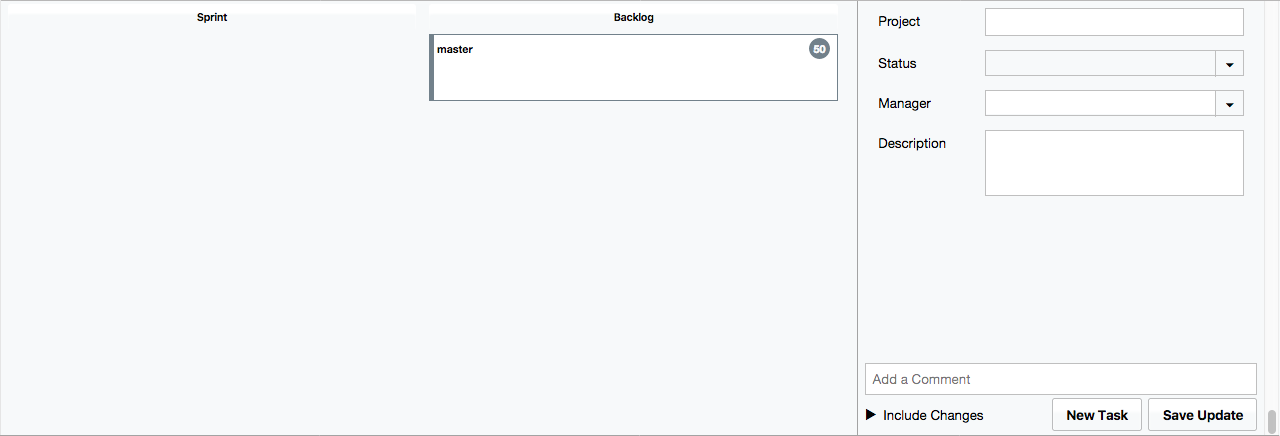 Sprint
Backlog
master
50
Project
Status
Manager
Description
Add a Comment
Include Changes
New Task
Save Update